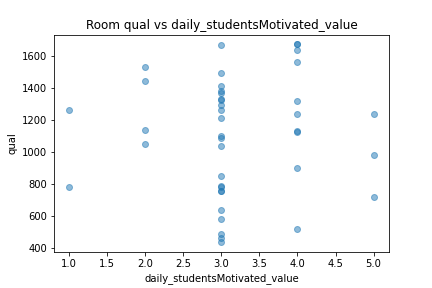 Room qual vs daily_studentsMotivated_value
1600
1400
1200
1000
800
600
400
qual
1.0 1.5 2.0 2.5 3.0 3.5 4.0 4.5 5.0
daily_studentsMotivated_value